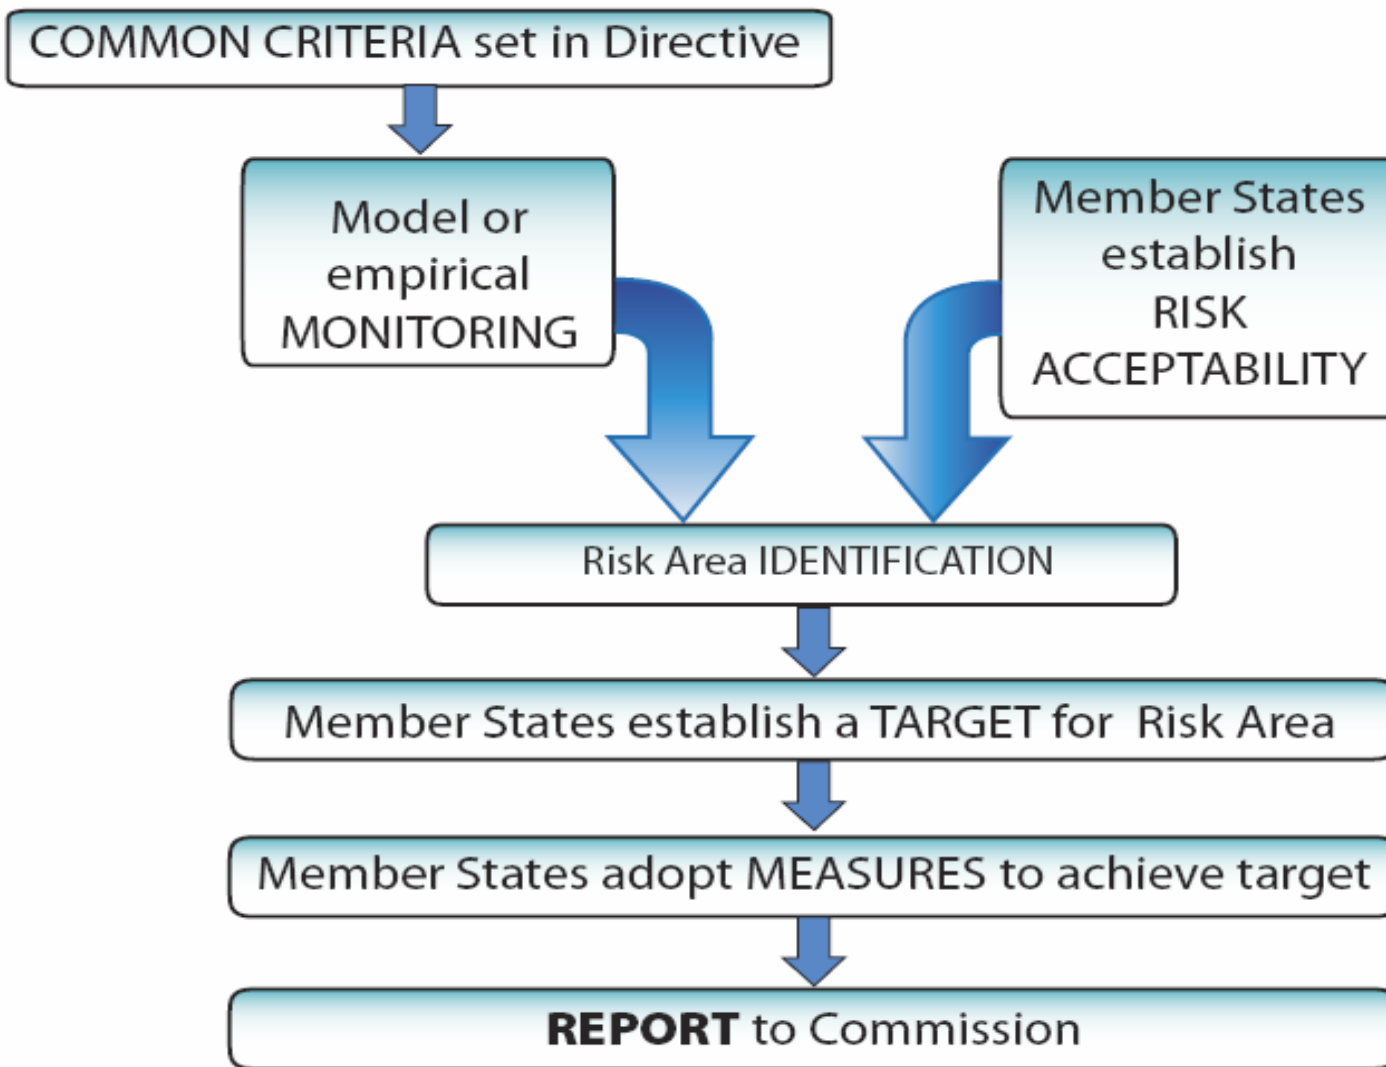 COMMON CRITERIA set in Directive
Model or
empirical
MONITORING
Member States
establish
RISK
ACCEPTABILITY
Risk Area IDENTIFICATION
Member States establish a TARGET for Risk Area
Member States adopt MEASURES to achieve target
REPORT to Commission